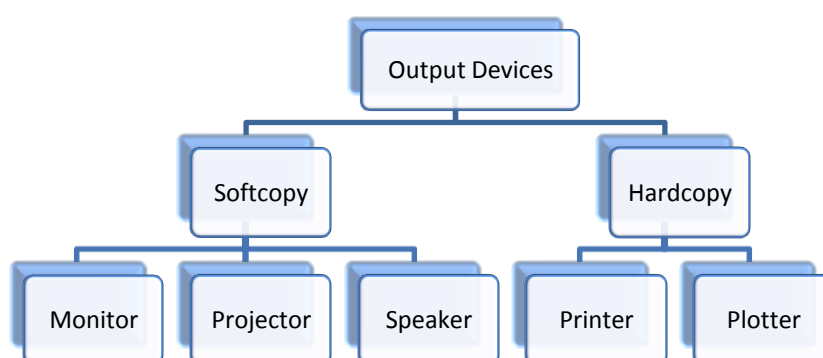 Output Devices
Softcopy
Hardcopy
Monitor
Projector
Speaker
Printer
Plotter